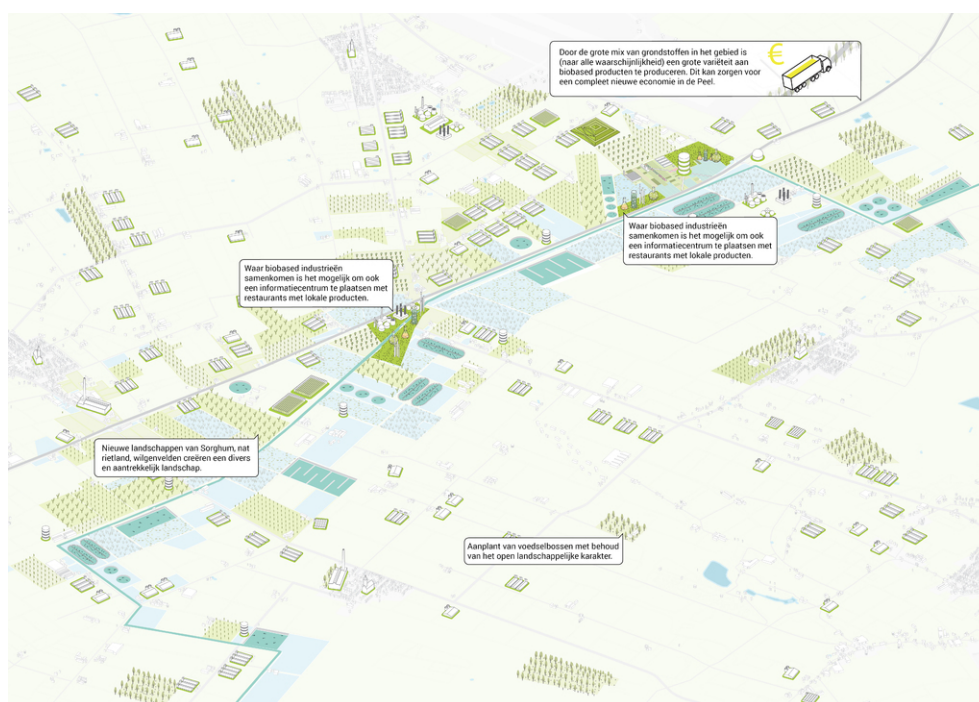 Door de grote mix van grondstoffen in het gebied is
(naar alle waarschijnlijkheid) een grote variëteit aan
biobased producten te produceren. Dit kan zorgen voor
een compleet nieuwe economie in de Peel.
€
Waar biobased industrieën
samenkomen is het mogelijk om ook
een informatiecentrum te plaatsen met
restaurants met lokale producten.
Waar biobased industrieën
samenkomen is het mogelijk om ook
een informatiecentrum te plaatsen met
restaurants met lokale producten.
Nieuwe landschappen van Sorghum, nat
rietland, wilgenvelden creëren een divers
en aantrekkelijk landschap.
Aanplant van voedselbossen met behoud
van het open landschappelijke karakter.